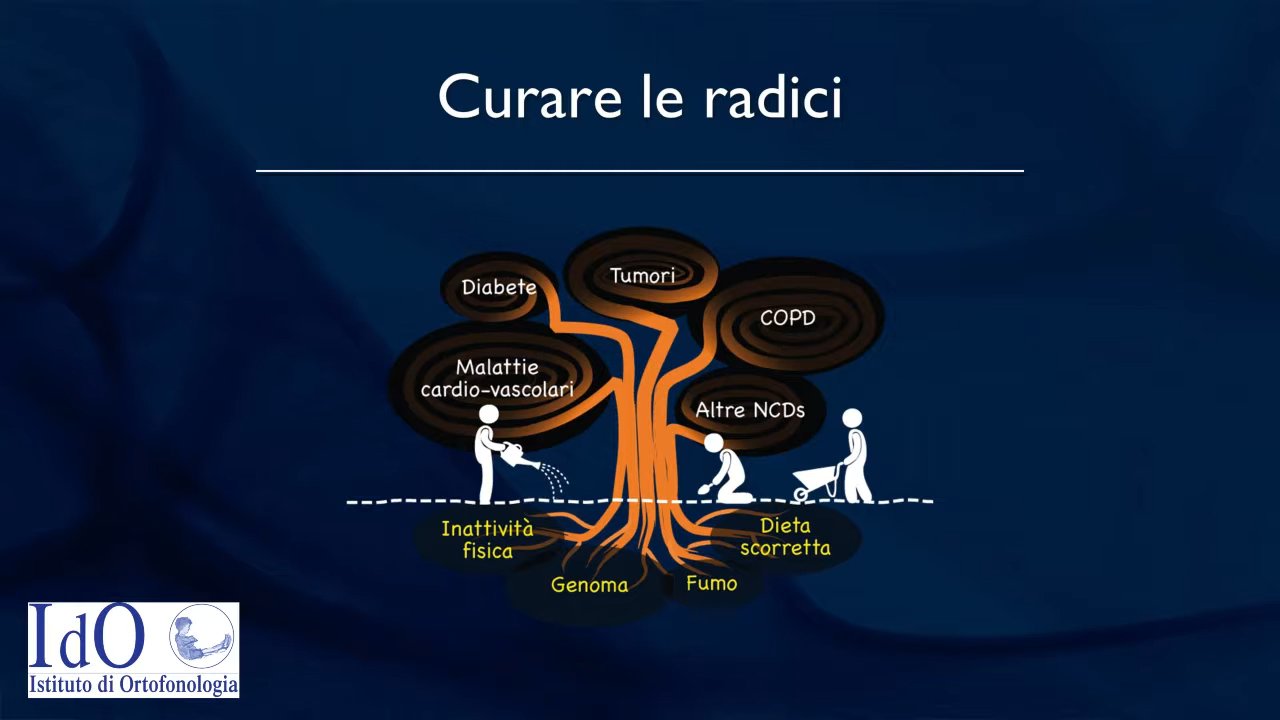 Curare le radici
Diabete
Tumori
COPD
Malattie
cardio-vascolari
Altre NCDs
Inattività
fisica
Dieta
scorretta
Genoma
Fumo
IdO
Istituto di Ortofonologia